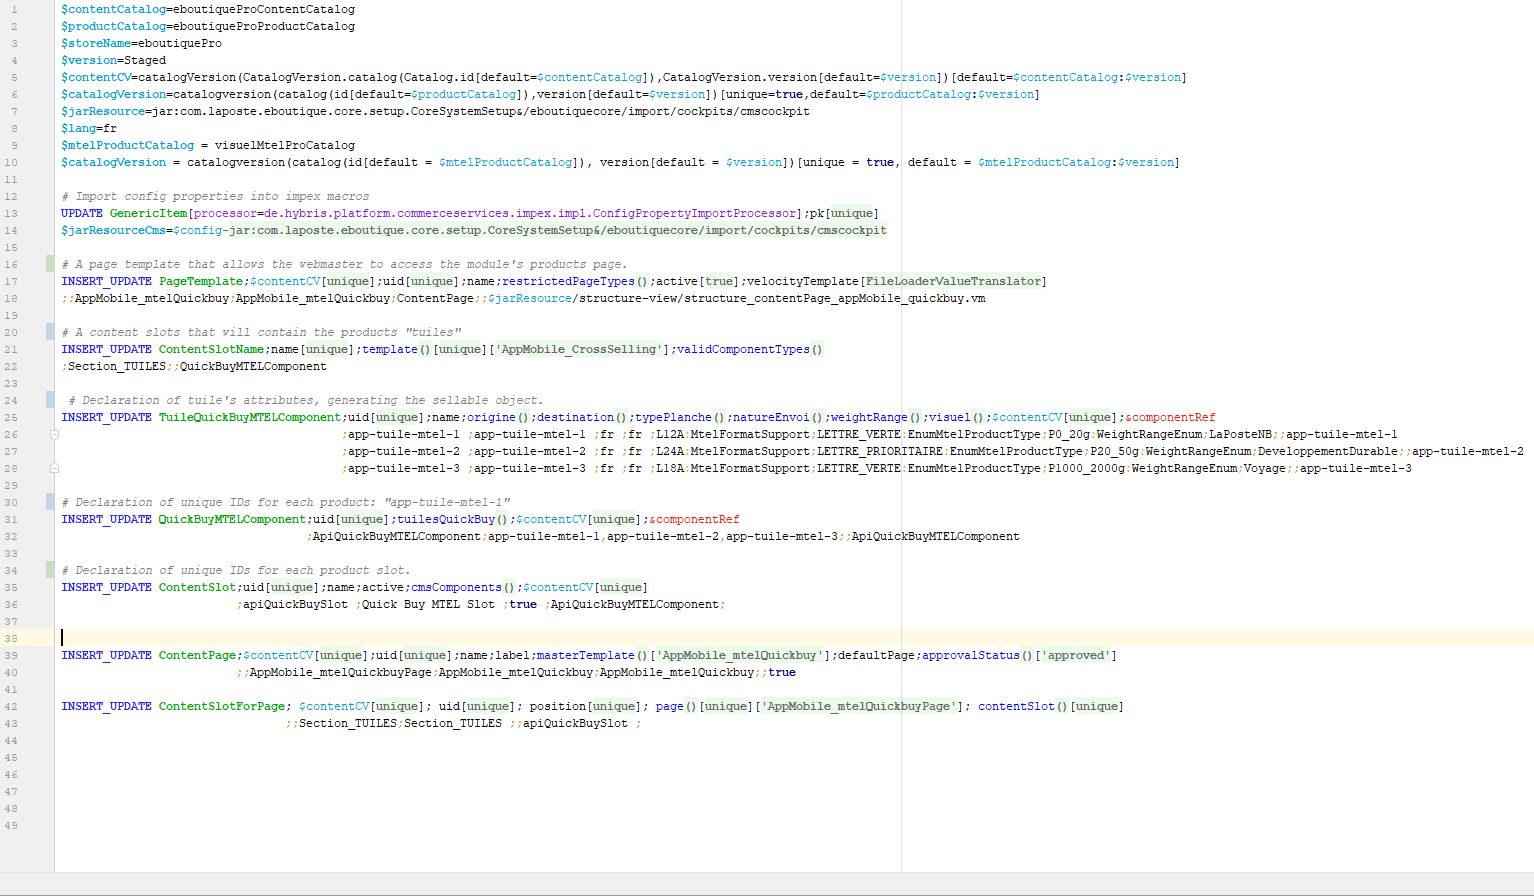 1 $contentCatalog=eboutiqueProContentCatalog
2 $productCatalog=eboutiqueProProductCatalog
3 $storeName=eboutiquePro
4 $version=Staged
5 $contentCV=catalogVersion(CatalogVersion.catalog(Catalog.id[default=$contentCatalog]),CatalogVersion.version[default=$version])[default=$contentCatalog:$version]
6 $catalogVersion=catalogversion(catalog(id[default=$productCatalog]),version[default=$version])[unique=true,default=$productCatalog:$version]
7 $jarResource=jar:com.laposte.eboutique.core.setup.CoreSystemSetup&/eboutiquecore/import/cockpits/cmscockpit
8 $lang=fr
9 $mtelProductCatalog = visuelMtelProCatalog
10 $catalogVersion = catalogversion(catalog(id[default = $mtelProductCatalog]), version[default = $version])[unique = true, default = $mtelProductCatalog:$version]
11
12 # Import config properties into impex macros
13 UPDATE GenericItem[processor=de.hybris.platform.commerceservices.impex.impl.ConfigPropertyImportProcessor];pk[unique]
14 $jarResourceCms=$config-jar:com.laposte.eboutique.core.setup.CoreSystemSetup&/eboutiquecore/import/cockpits/cmscockpit
15
16 # A page template that allows the webmaster to access the module's products page.
17 INSERT_UPDATE PageTemplate;$contentCV[unique];uid[unique];name;restrictedPageTypes();active[true];velocityTemplate[FileLoaderValueTranslator]
18 ;;AppMobile_mtelQuickbuy;AppMobile_mtelQuickbuy;ContentPage;;$jarResource/structure-view/structure_contentPage_appMobile_quickbuy.vm
19
20 # A content slots that will contain the products "tuiles"
21 INSERT_UPDATE ContentSlotName;name[unique];template()[unique]['AppMobile_CrossSelling'];validComponentTypes()
22 ;Section_TUILES;;QuickBuyMTELComponent
23
24 # Declaration of tuile's attributes, generating the sellable object.
25 INSERT_UPDATE TuileQuickBuyMTELComponent;uid[unique];name;origine();destination();typePlanche();natureEnvoi();weightRange();visuel();$contentCV[unique];&componentRef
26 ;app-tuile-mtel-1 ;app-tuile-mtel-1 ;fr ;fr ;L12A:MtelFormatSupport;LETTRE_VERTE:EnumMtelProductType;P0_20g:WeightRangeEnum;LaPosteNB;;app-tuile-mtel-1
27 ;app-tuile-mtel-2 ;app-tuile-mtel-2 ;fr ;fr ;L24A:MtelFormatSupport;LETTRE_PRIORITAIRE:EnumMtelProductType;P20_50g:WeightRangeEnum;DeveloppementDurable;;app-tuile-mtel-2
28 ;app-tuile-mtel-3 ;app-tuile-mtel-3 ;fr ;fr ;L18A:MtelFormatSupport;LETTRE_VERTE:EnumMtelProductType;P1000_2000g:WeightRangeEnum;Voyage;;app-tuile-mtel-3
29
30 # Declaration of unique IDs for each product: "app-tuile-mtel-1"
31 INSERT_UPDATE QuickBuyMTELComponent;uid[unique];tuilesQuickBuy();$contentCV[unique];&componentRef
32 ;ApiQuickBuyMTELComponent;app-tuile-mtel-1,app-tuile-mtel-2,app-tuile-mtel-3;;ApiQuickBuyMTELComponent
33
34 # Declaration of unique IDs for each product slot.
35 INSERT_UPDATE ContentSlot;uid[unique];name;active;cmsComponents();$contentCV[unique]
36 ;apiQuickBuySlot ;Quick Buy MTEL Slot ;true ;ApiQuickBuyMTELComponent;
37
38
39 INSERT_UPDATE ContentPage;$contentCV[unique];uid[unique];name;label;masterTemplate()['AppMobile_mtelQuickbuy'];defaultPage;approvalStatus()['approved']
40 ;;AppMobile_mtelQuickbuyPage;AppMobile_mtelQuickbuy;AppMobile_mtelQuickbuy;;true
41
42 INSERT_UPDATE ContentSlotForPage; $contentCV[unique]; uid[unique]; position[unique]; page()[unique]['AppMobile_mtelQuickbuyPage']; contentSlot()[unique]
43 ;;Section_TUILES;Section_TUILES ;;apiQuickBuySlot ;
44
45
46
47
48
49